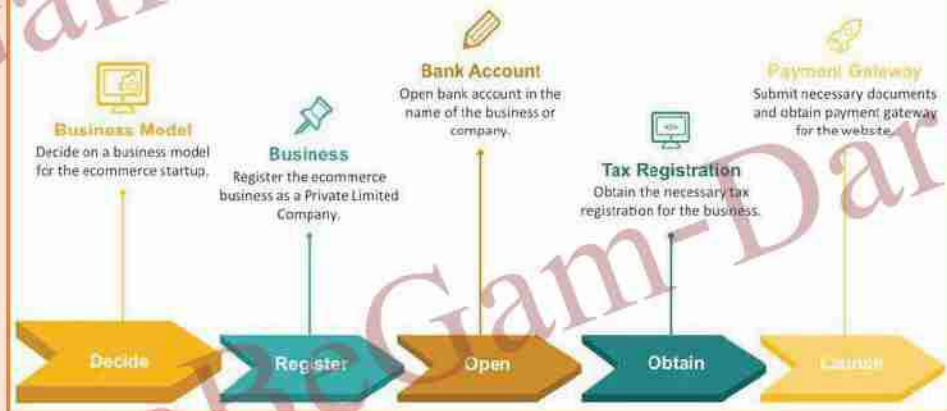 Business Model
Decide on a business model
for the ecommerce startup.
Business
Register the ecommerce
business as a Private Limited
Company.
Bank Account
Open bank account in the
name of the business or
company.
Tax Registration
Obtain the necessary tax
registration for the business.
Payment Gateway
Submit necessary documents
and obtain payment gateway
for the website.
Decide
Register
Open
Obtain
Launch